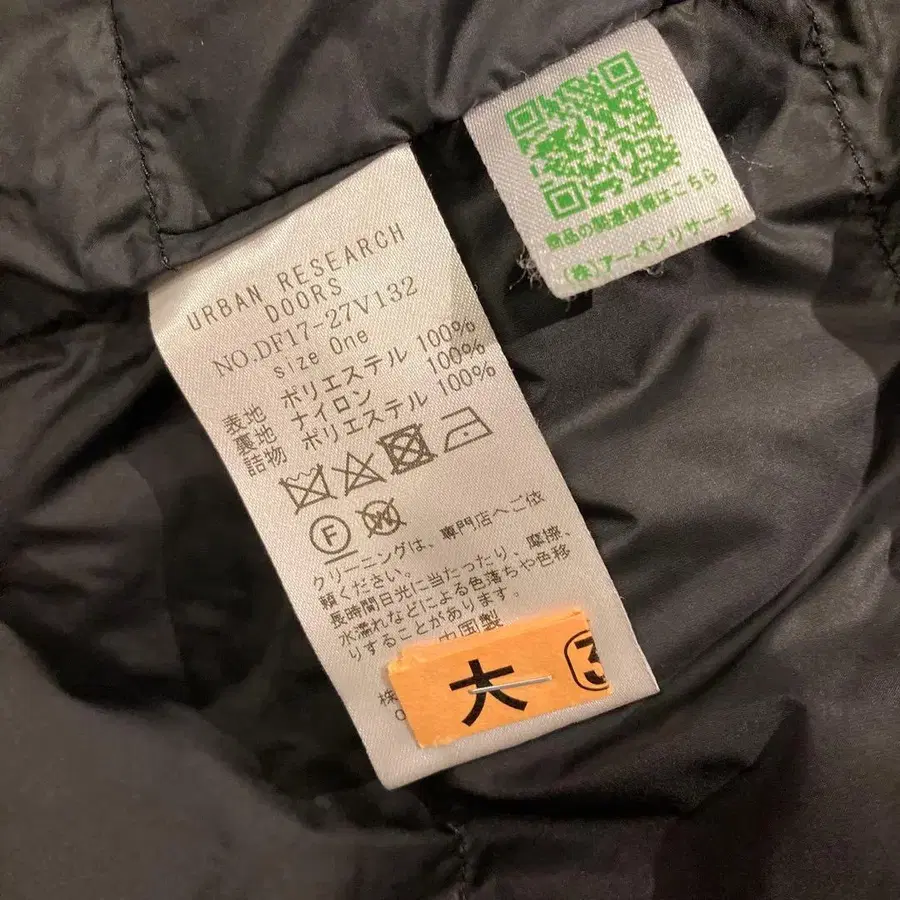 URBAN RESEARCH
DOORS
NO.DF17-27V132
size One
表地 ポリエステル 100%
裏地 ナイロン 100%
詰物 ポリエステル 100%
F W
クリーニングは、専門店へご依
頼ください。
長時間日光に当たったり、摩擦、
水濡れなどによる色落ちや色移
りすることがあります。
中国製
株
大 3
商品の関連情報はこちら
(株)アーバンリサーチ